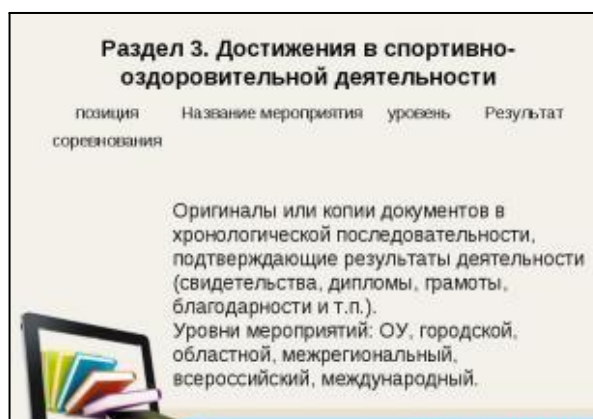 Раздел 3. Достижения в спортивно-
оздоровительной деятельности
позиция Название мероприятия уровень Результат
соревнования
Оригиналы или копии документов в
хронологической последовательности,
подтверждающие результаты деятельности
(свидетельства, дипломы, грамоты,
благодарности и т.п.).
Уровни мероприятий: ОУ, городской,
областной, межрегиональный,
всероссийский, международный.